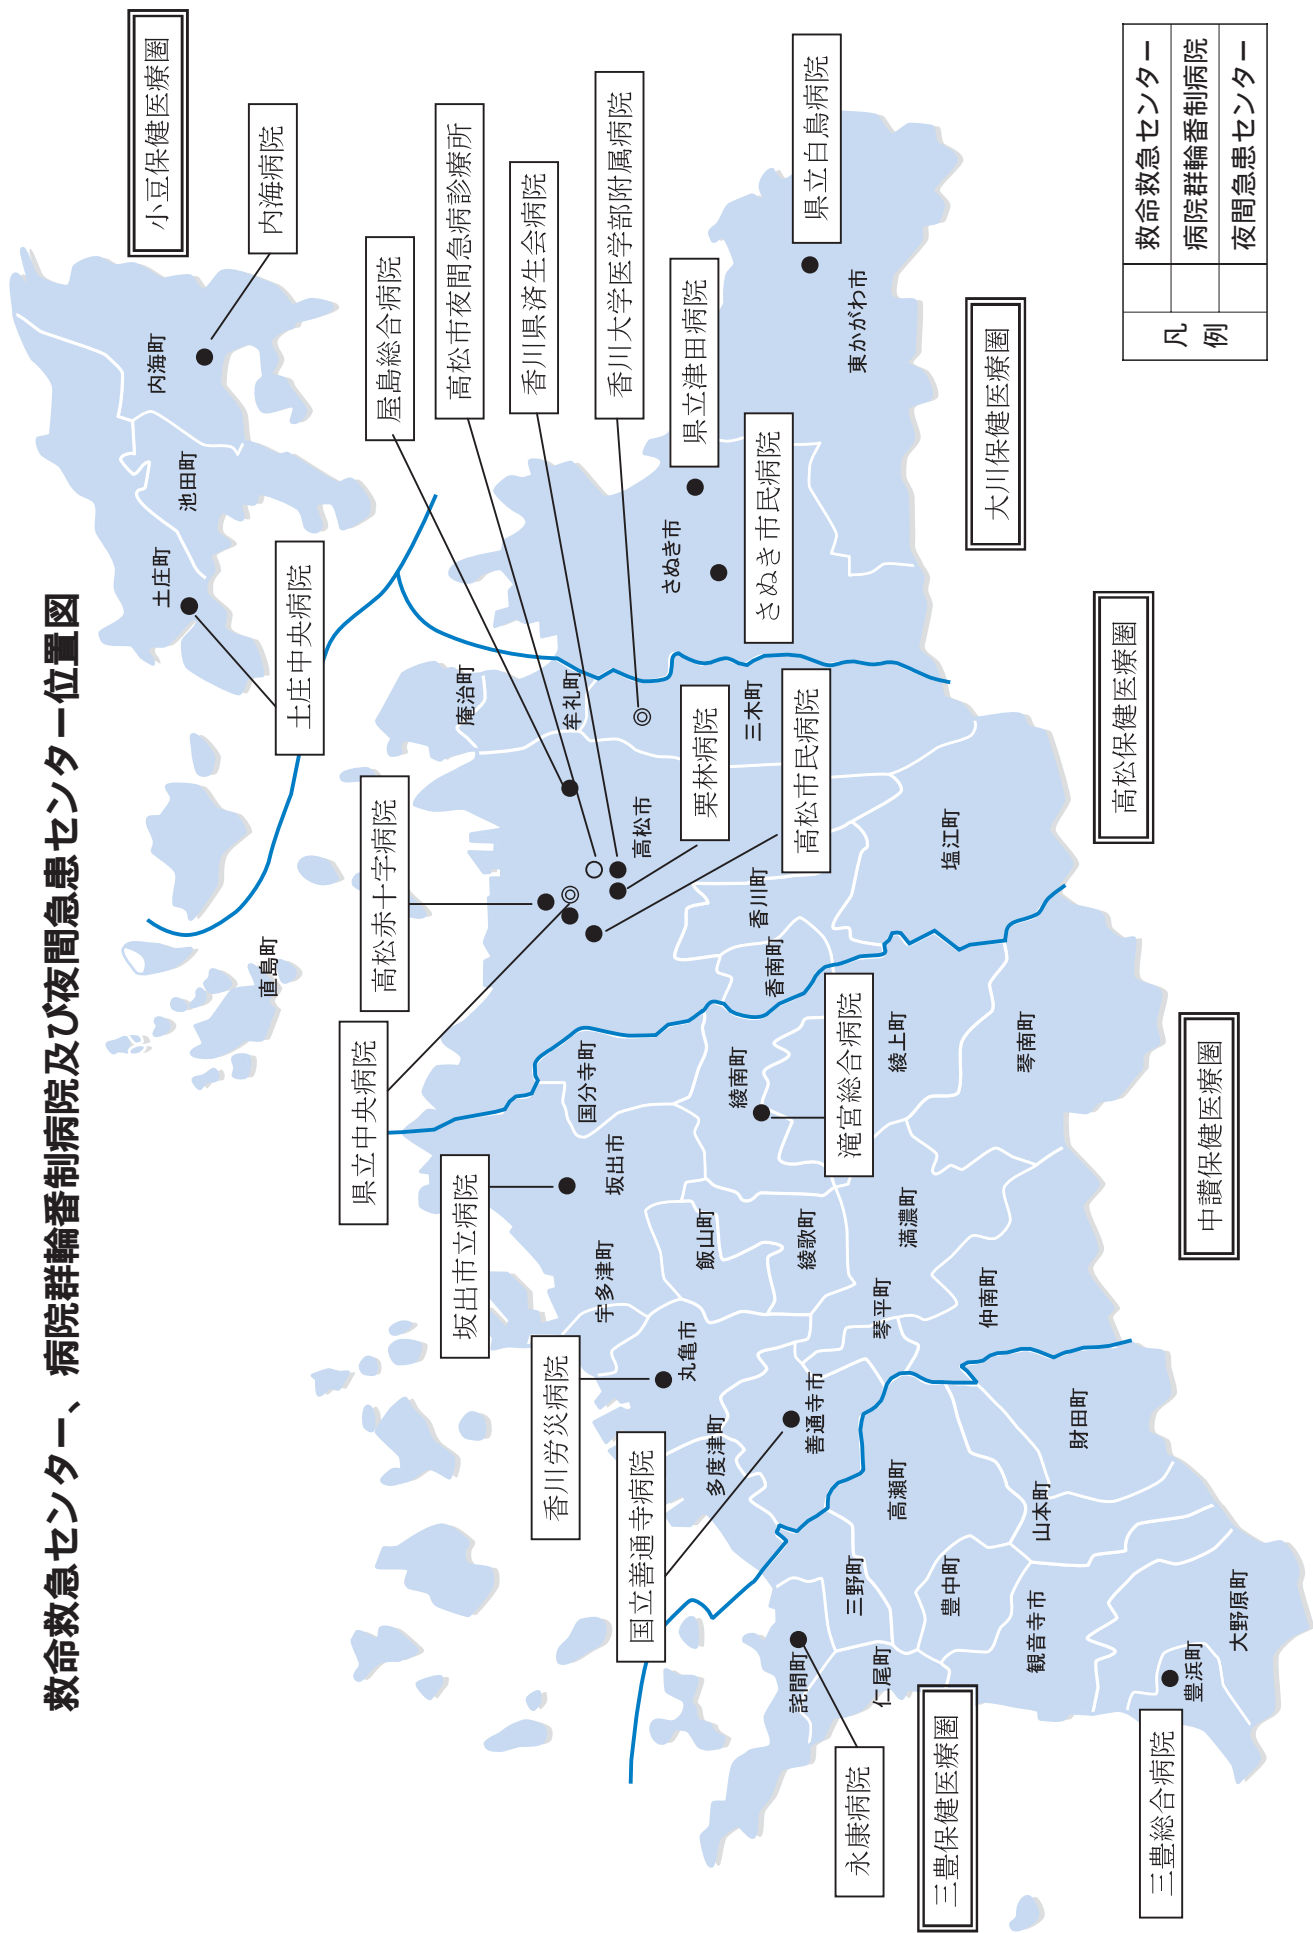 救命救急センター、病院群輪番制病院及び夜間急患センター位置図
小豆保健医療圏
内海病院
内海町
池田町
土庄町
土庄中央病院
直島町
屋島総合病院
高松市夜間急病診療所
香川県済生会病院
香川大学医学部附属病院
県立津田病院
県立白鳥病院
さぬき市民病院
さぬき市
東かがわ市
大川保健医療圏
庵治町
牟礼町
三木町
高松市
栗林病院
高松市民病院
高松赤十字病院
県立中央病院
香川町
香南町
塩江町
高松保健医療圏
国分寺町
綾南町
滝宮総合病院
綾上町
琴南町
坂出市立病院
坂出市
宇多津町
飯山町
綾歌町
満濃町
琴平町
仲南町
中讃保健医療圏
香川労災病院
丸亀市
多度津町
善通寺市
国立善通寺病院
高瀬町
財田町
山本町
三野町
豊中町
詫間町
仁尾町
観音寺市
大野原町
豊浜町
永康病院
三豊保健医療圏
三豊総合病院
凡例
救命救急センター
病院群輪番制病院
夜間急患センター